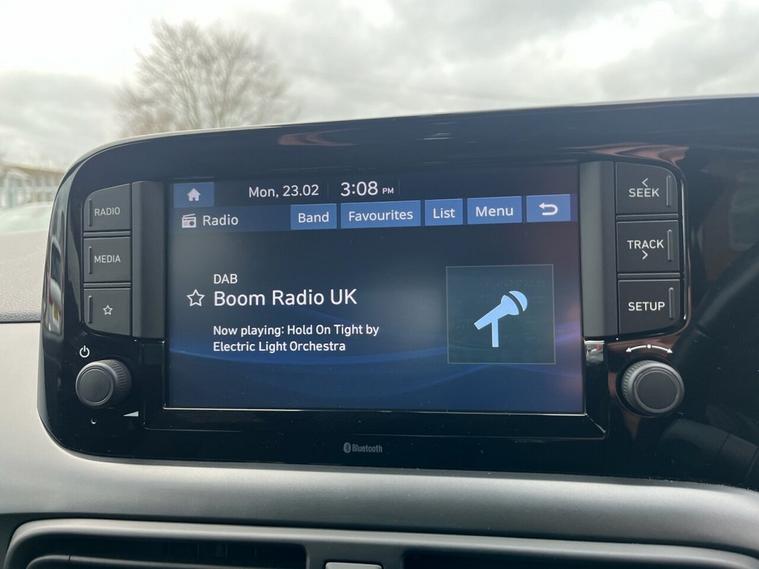 RADIO
MEDIA
Mon, 23.02 3:08 PM
Radio Band Favourites List Menu
DAB
Boom Radio UK
Now playing: Hold On Tight by
Electric Light Orchestra
SEEK
TRACK
SETUP
Bluetooth